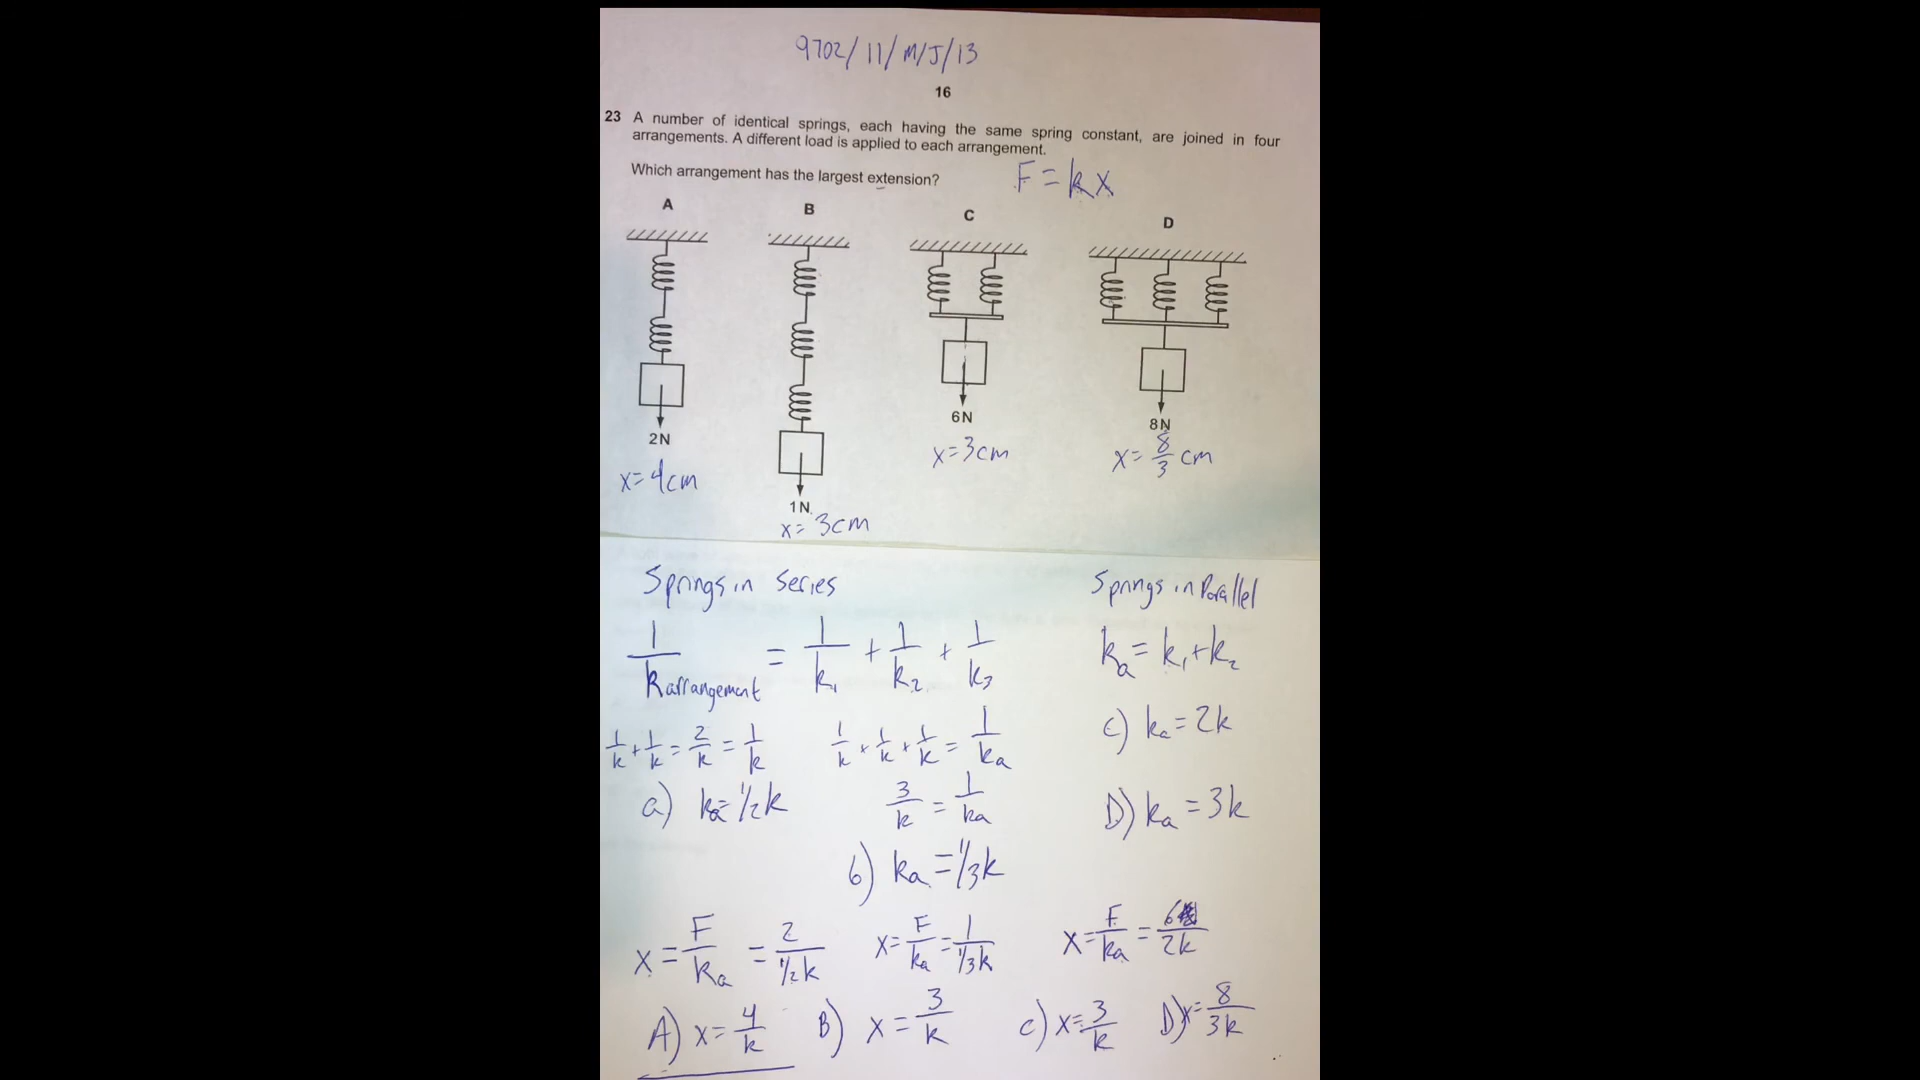 9702/11/M/J/13
16
23 A number of identical springs, each having the same spring constant, are joined in four
arrangements. A different load is applied to each arrangement.
Which arrangement has the largest extension?
F = kx
A B C D
2N
1N
6N
8N
x = 4cm
x = 3cm
x = 3cm
x = 8/3 cm
Springs in Series
Springs in Parallel
1/k arrangement = 1/k₁ + 1/k₂ + 1/k₃
ka = k₁ + k₂
1/k + 1/k = 2/k = 1/k
1/k + 1/k + 1/k = 1/ka
C) ka = 2k
a) ka = 1/2k
3/k = 1/ka
D) ka = 3k
b) ka = 1/3k
x = F/ka = 2/1/2k
x = F/ka = 1/1/3k
x = F/ka = 6/2k
A) x = 4/k
B) x = 3/k
C) x = 3/k
D) x = 8/3k